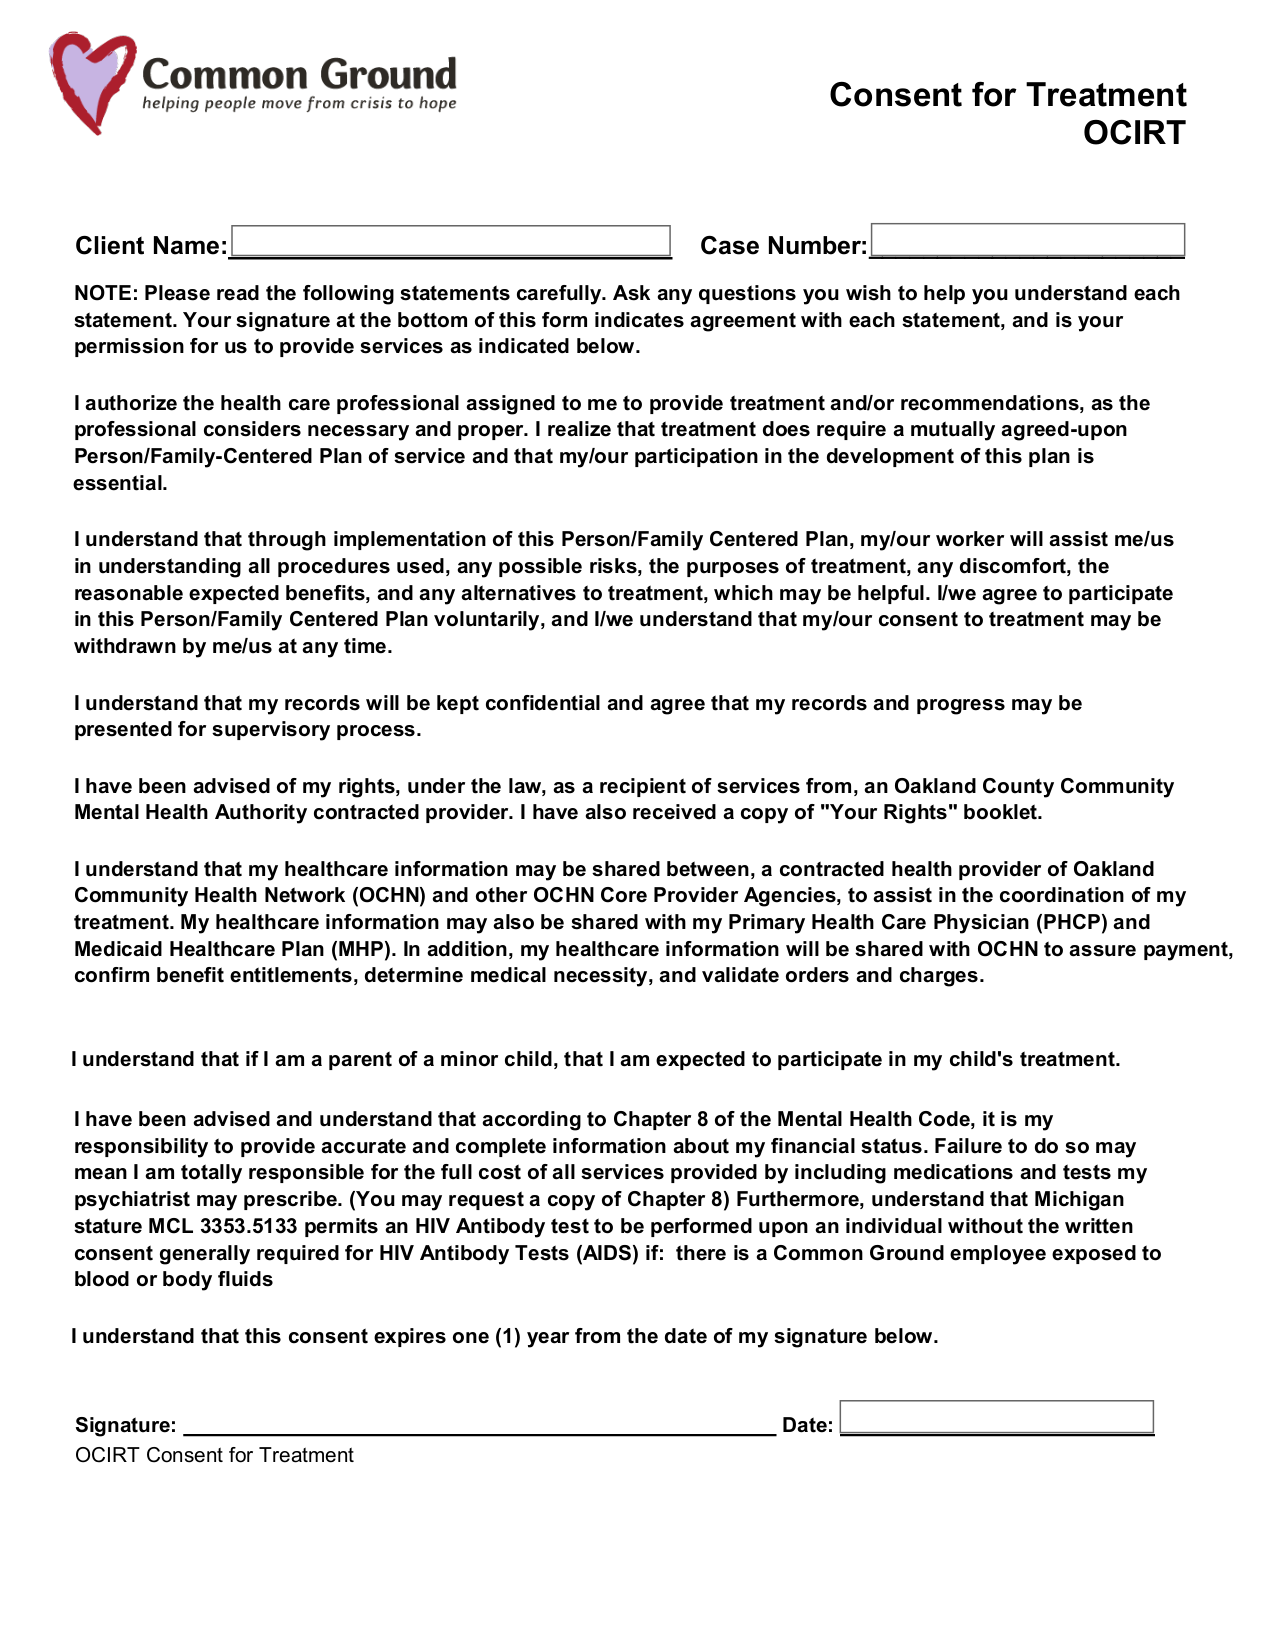 Common Ground
helping people move from crisis to hope
Consent for Treatment
OCIRT
Client Name: Case Number:
NOTE: Please read the following statements carefully. Ask any questions you wish to help you understand each
statement. Your signature at the bottom of this form indicates agreement with each statement, and is your
permission for us to provide services as indicated below.
I authorize the health care professional assigned to me to provide treatment and/or recommendations, as the
professional considers necessary and proper. I realize that treatment does require a mutually agreed-upon
Person/Family-Centered Plan of service and that my/our participation in the development of this plan is
essential.
I understand that through implementation of this Person/Family Centered Plan, my/our worker will assist me/us
in understanding all procedures used, any possible risks, the purposes of treatment, any discomfort, the
reasonable expected benefits, and any alternatives to treatment, which may be helpful. I/we agree to participate
in this Person/Family Centered Plan voluntarily, and I/we understand that my/our consent to treatment may be
withdrawn by me/us at any time.
I understand that my records will be kept confidential and agree that my records and progress may be
presented for supervisory process.
I have been advised of my rights, under the law, as a recipient of services from, an Oakland County Community
Mental Health Authority contracted provider. I have also received a copy of "Your Rights" booklet.
I understand that my healthcare information may be shared between, a contracted health provider of Oakland
Community Health Network (OCHN) and other OCHN Core Provider Agencies, to assist in the coordination of my
treatment. My healthcare information may also be shared with my Primary Health Care Physician (PHCP) and
Medicaid Healthcare Plan (MHP). In addition, my healthcare information will be shared with OCHN to assure payment,
confirm benefit entitlements, determine medical necessity, and validate orders and charges.
I understand that if I am a parent of a minor child, that I am expected to participate in my child's treatment.
I have been advised and understand that according to Chapter 8 of the Mental Health Code, it is my
responsibility to provide accurate and complete information about my financial status. Failure to do so may
mean I am totally responsible for the full cost of all services provided by including medications and tests my
psychiatrist may prescribe. (You may request a copy of Chapter 8) Furthermore, understand that Michigan
stature MCL 3353.5133 permits an HIV Antibody test to be performed upon an individual without the written
consent generally required for HIV Antibody Tests (AIDS) if: there is a Common Ground employee exposed to
blood or body fluids
I understand that this consent expires one (1) year from the date of my signature below.
Signature: Date:
OCIRT Consent for Treatment